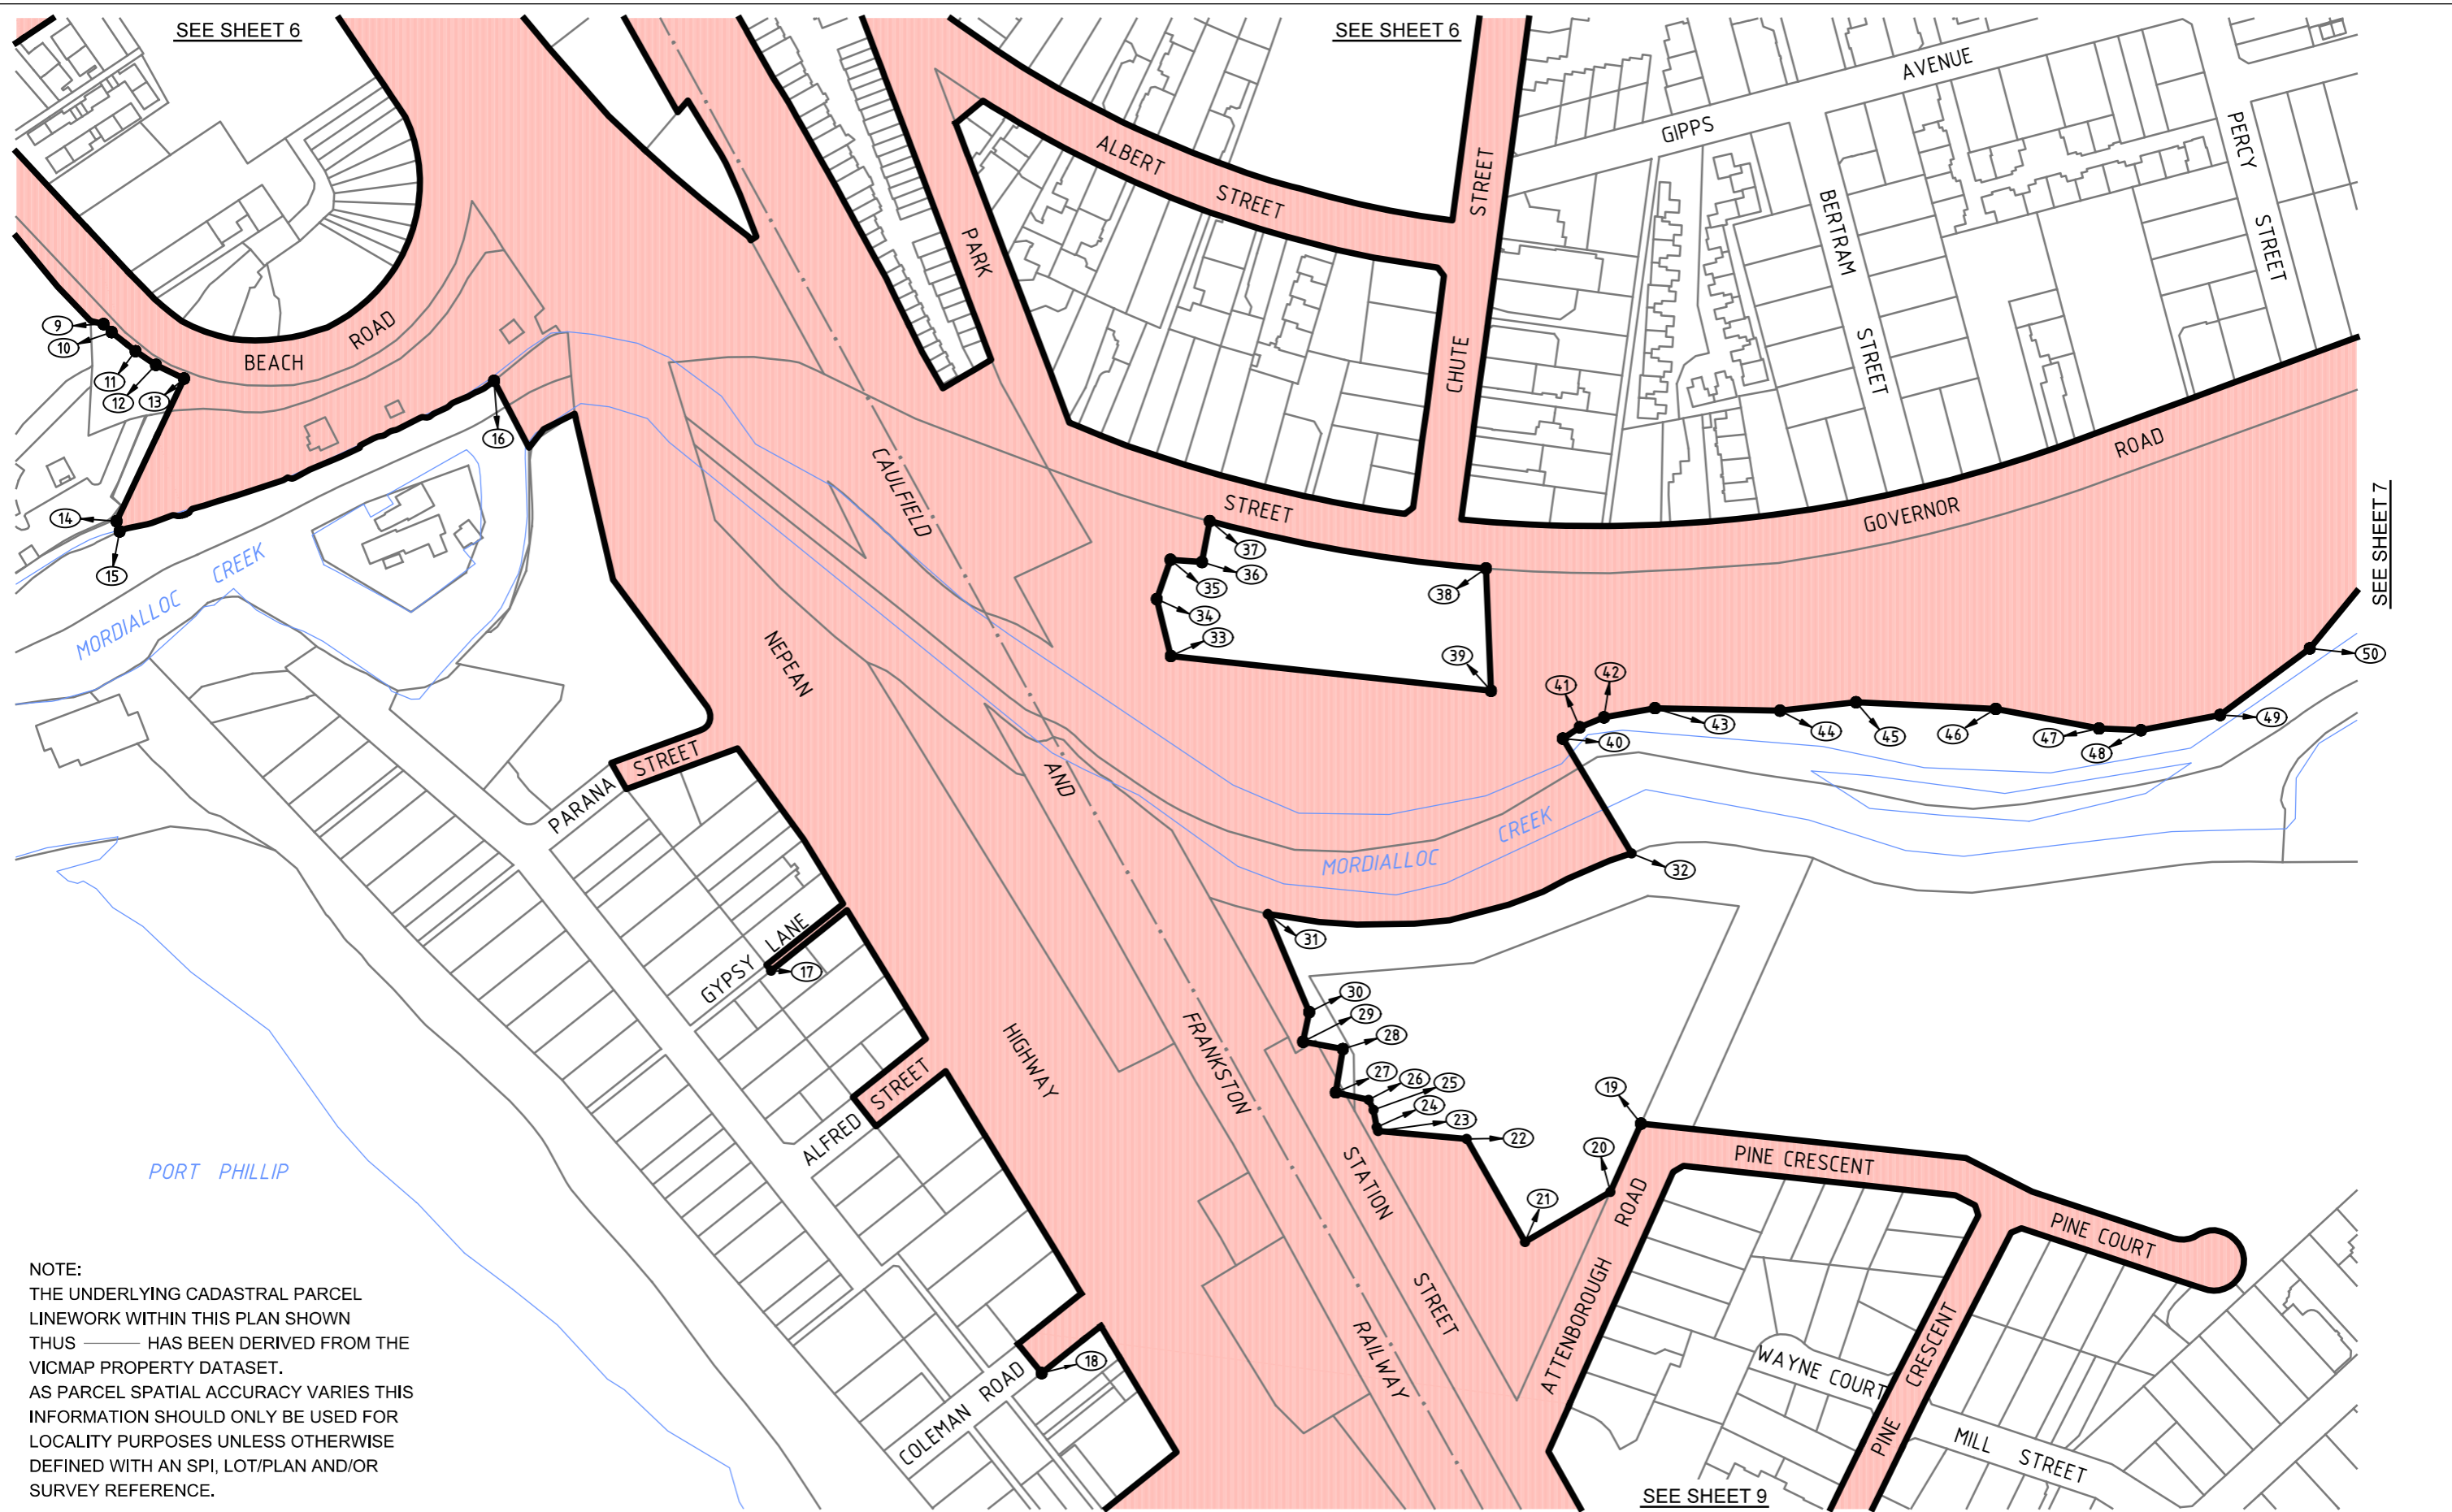 SEE SHEET 6
SEE SHEET 6
AVENUE
GIPPS
PERCY
STREET
ALBERT
STREET
STREET
BERTRAM
STREET
PARK
BEACH
ROAD
CHUTE
9
10
11
12
13
14
15
16
CAULFIELD
STREET
GOVERNOR
ROAD
SEE SHEET 7
MORDIALLOC
CREEK
37
36
35
34
33
38
39
NEPEAN
41
42
40
43
44
45
46
47
48
49
50
PARANA
STREET
AND
MORDIALLOC
CREEK
32
31
GYPSY
LANE
17
30
29
28
27
26
25
24
23
22
19
20
21
HIGHWAY
FRANKSTON
ALFRED
STREET
STATION
STREET
PINE CRESCENT
PINE COURT
ATTENBOROUGH
ROAD
PORT PHILLIP
RAILWAY
18
COLEMAN
ROAD
WAYNE COURT
PINE
CRESCENT
MILL
STREET
SEE SHEET 9
NOTE:
THE UNDERLYING CADASTRAL PARCEL
LINEWORK WITHIN THIS PLAN SHOWN
THUS HAS BEEN DERIVED FROM THE
VICMAP PROPERTY DATASET.
AS PARCEL SPATIAL ACCURACY VARIES THIS
INFORMATION SHOULD ONLY BE USED FOR
LOCALITY PURPOSES UNLESS OTHERWISE
DEFINED WITH AN SPI, LOT/PLAN AND/OR
SURVEY REFERENCE.